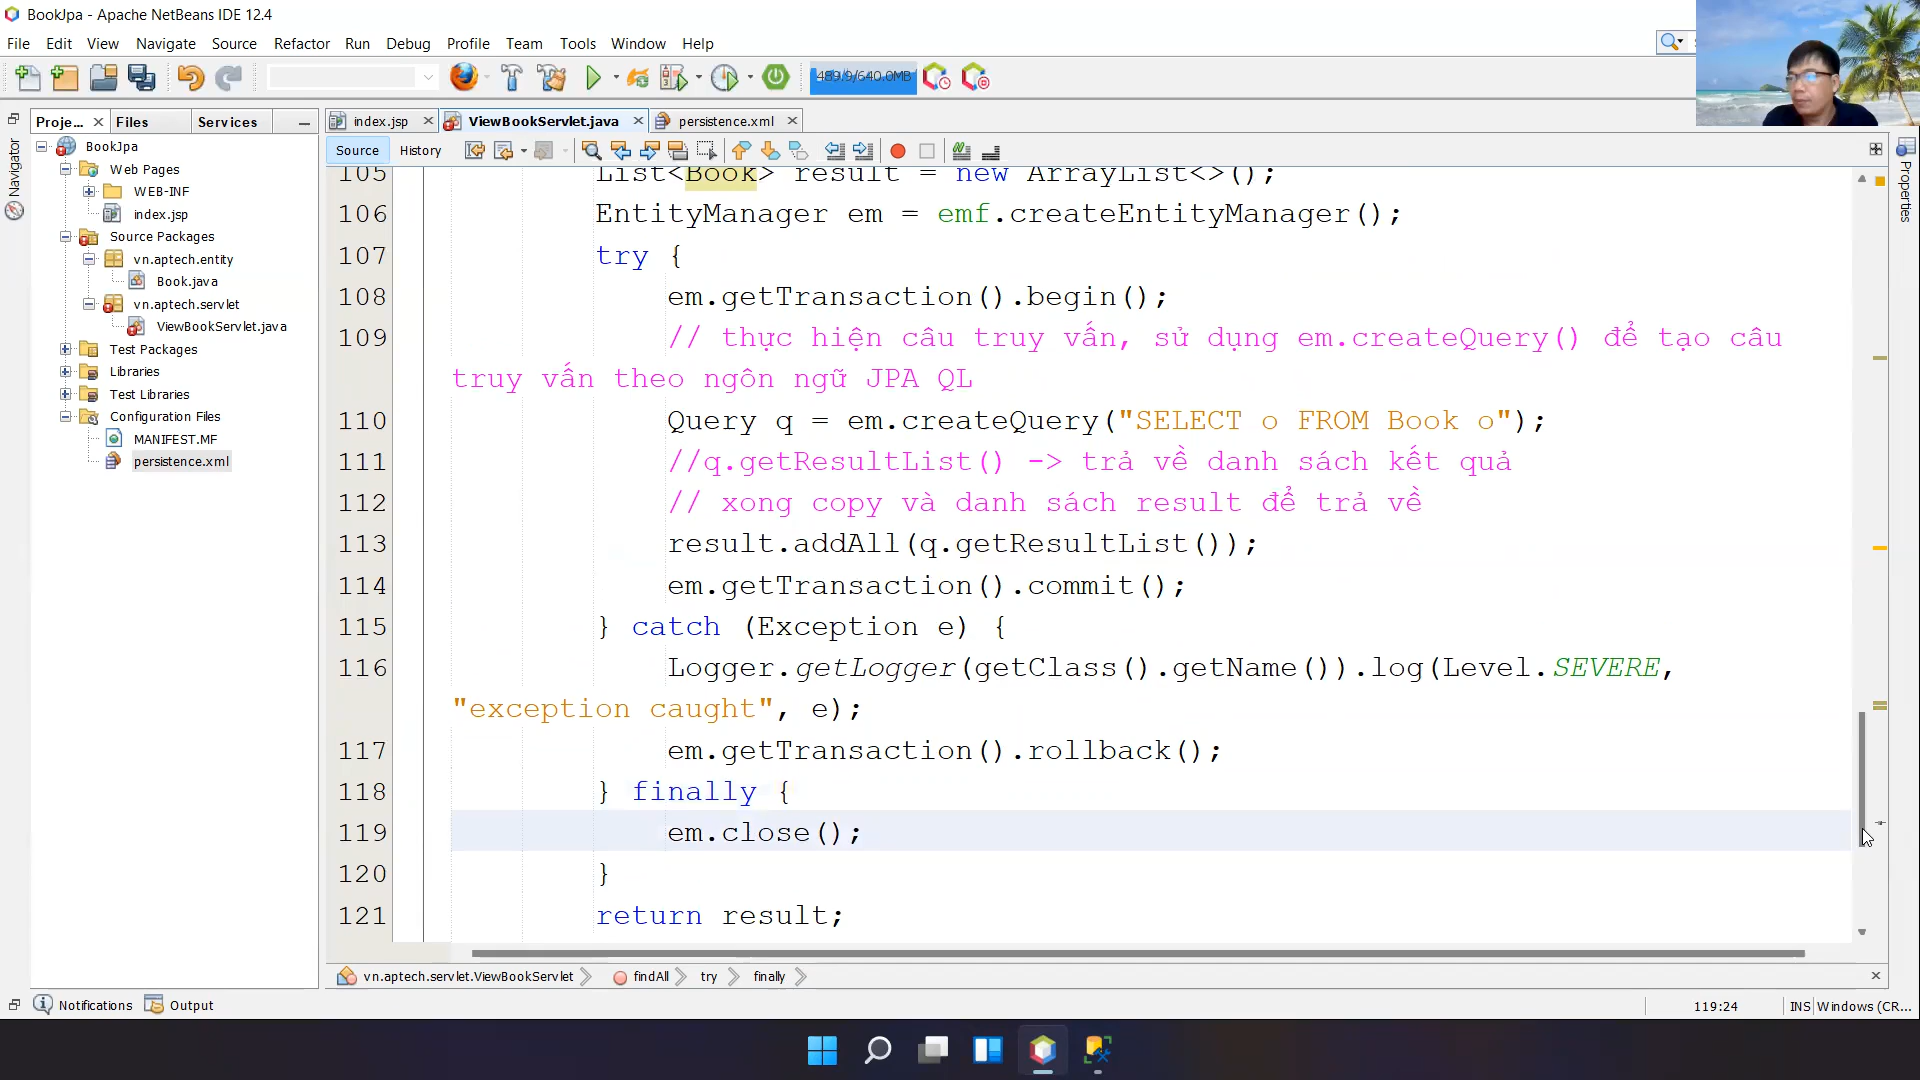 BookJpa - Apache NetBeans IDE 12.4
File Edit View Navigate Source Refactor Run Debug Profile Team Tools Window Help
489.9/640.0MB
Proje... Files Services
index.jsp ViewBookServlet.java persistence.xml
Source History
Navigator
Properties
BookJpa
Web Pages
WEB-INF
index.jsp
Source Packages
vn.aptech.entity
Book.java
vn.aptech.servlet
ViewBookServlet.java
Test Packages
Libraries
Test Libraries
Configuration Files
MANIFEST.MF
persistence.xml
105 List<Book> result = new ArrayList<>();
106 EntityManager em = emf.createEntityManager();
107 try {
108 em.getTransaction().begin();
109 // thực hiện câu truy vấn, sử dụng em.createQuery() để tạo câu
truy vấn theo ngôn ngữ JPA QL
110 Query q = em.createQuery("SELECT o FROM Book o");
111 //q.getResultList() -> trả về danh sách kết quả
112 // xong copy và danh sách result để trả về
113 result.addAll(q.getResultList());
114 em.getTransaction().commit();
115 } catch (Exception e) {
116 Logger.getLogger(getClass().getName()).log(Level.SEVERE,
"exception caught", e);
117 em.getTransaction().rollback();
118 } finally {
119 em.close();
120 }
121 return result;
vn.aptech.servlet.ViewBookServlet findAll try finally
Notifications Output
119:24 INS Windows (CR...